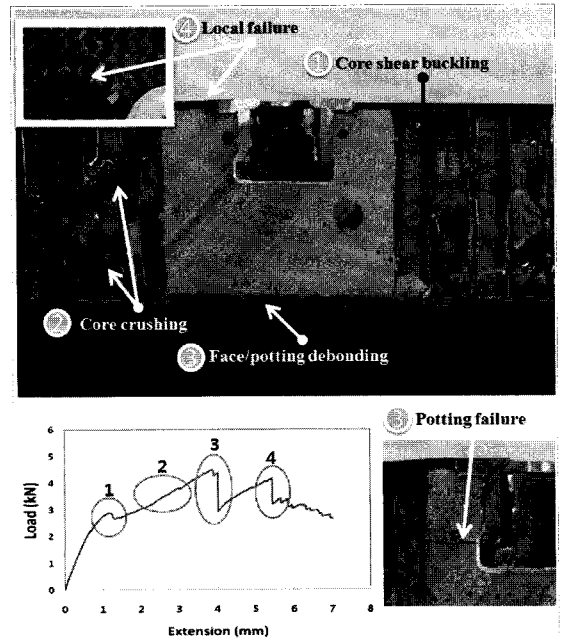 ④ Local failure
① Core shear buckling
② Core crushing
③ Face/potting debonding
Potting failure
6
5
4
3
2
1
0
Load (kN)
1
2
3
4
0 1 2 3 4 5 6 7 8
Extension (mm)